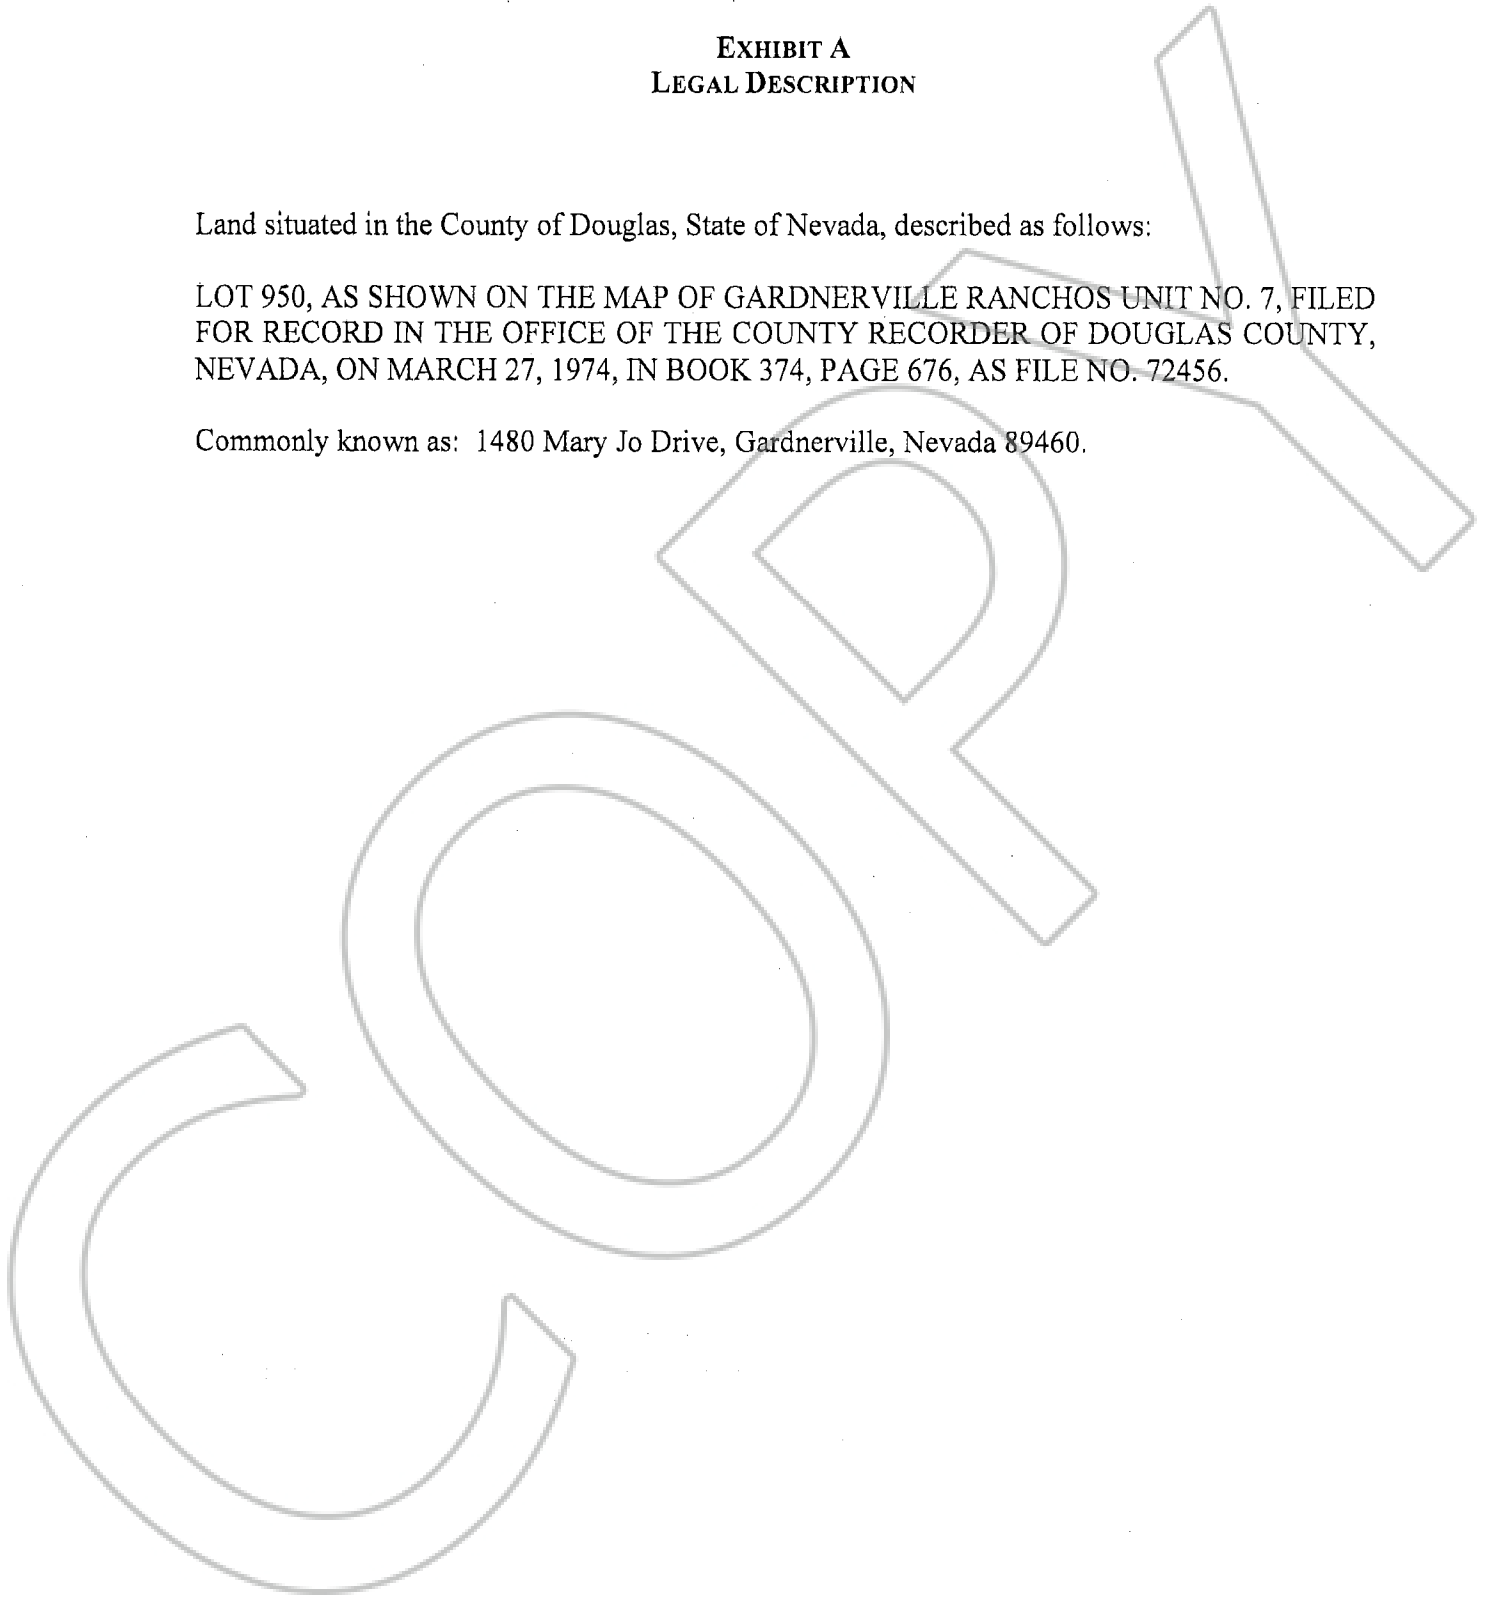 EXHIBIT A
LEGAL DESCRIPTION
Land situated in the County of Douglas, State of Nevada, described as follows:
LOT 950, AS SHOWN ON THE MAP OF GARDNERVILLE RANCHOS UNIT NO. 7, FILED
FOR RECORD IN THE OFFICE OF THE COUNTY RECORDER OF DOUGLAS COUNTY,
NEVADA, ON MARCH 27, 1974, IN BOOK 374, PAGE 676, AS FILE NO. 72456.
Commonly known as: 1480 Mary Jo Drive, Gardnerville, Nevada 89460.
COPY